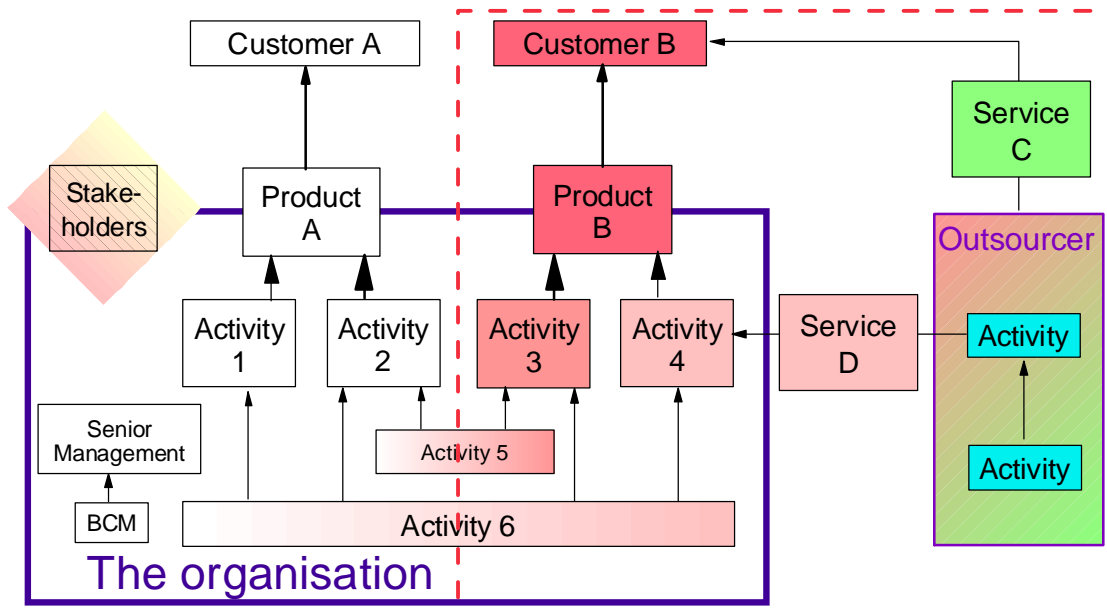 Customer A
Customer B
Service
C
Stake-
holders
Product
A
Product
B
Outsourcer
Activity
1
Activity
2
Activity
3
Activity
4
Service
D
Activity
Senior
Management
Activity 5
Activity
BCM
Activity 6
The organisation